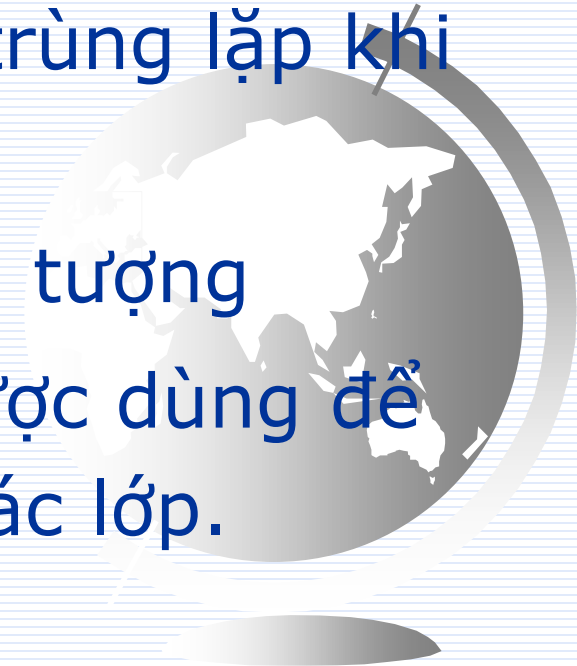 trùng lặp khi
tượng
ược dùng để
ác lớp.